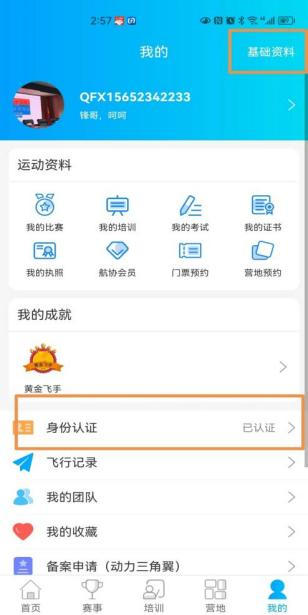 2:57
我的
基础资料
QFX15652342233
锋哥，呵呵
运动资料
我的比赛 我的培训 我的考试 我的证书
我的执照 航协会员 门票预约 营地预约
我的成就
黄金飞手
身份认证 已认证
飞行记录
我的团队
我的收藏
备案申请（动力三角翼）
首页 赛事 培训 营地 我的